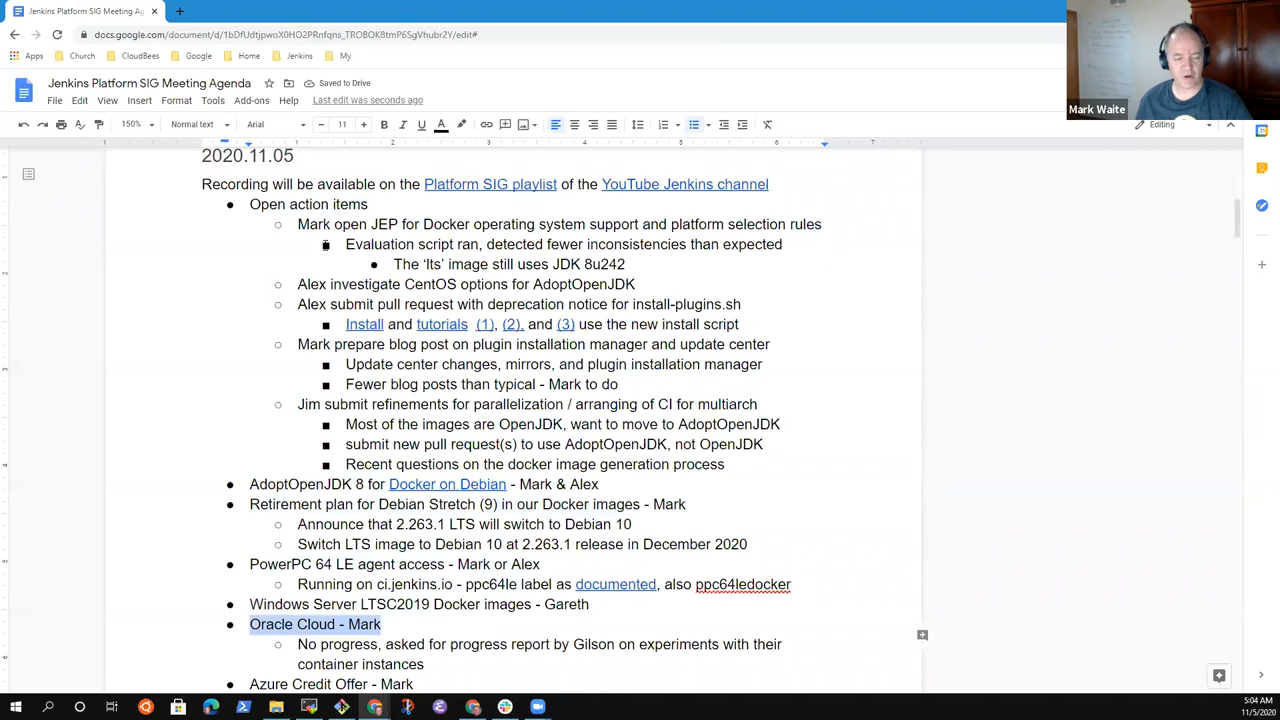 Jenkins Platform SIG Meeting Ag
docs.google.com/document/d/1bDfUdtjpwoX0HO2PRnfqns_TROBOK8tmP6SgVhubr2Y/edit#
Apps Church CloudBees Google Home Jenkins My
Jenkins Platform SIG Meeting Agenda Saved to Drive
File Edit View Insert Format Tools Add-ons Help Last edit was seconds ago
150% Normal text Arial 11 Editing
Mark Waite
2020.11.05
Recording will be available on the Platform SIG playlist of the YouTube Jenkins channel
Open action items
Mark open JEP for Docker operating system support and platform selection rules
Evaluation script ran, detected fewer inconsistencies than expected
The ‘lts’ image still uses JDK 8u242
Alex investigate CentOS options for AdoptOpenJDK
Alex submit pull request with deprecation notice for install-plugins.sh
Install and tutorials (1), (2), and (3) use the new install script
Mark prepare blog post on plugin installation manager and update center
Update center changes, mirrors, and plugin installation manager
Fewer blog posts than typical - Mark to do
Jim submit refinements for parallelization / arranging of CI for multiarch
Most of the images are OpenJDK, want to move to AdoptOpenJDK
submit new pull request(s) to use AdoptOpenJDK, not OpenJDK
Recent questions on the docker image generation process
AdoptOpenJDK 8 for Docker on Debian - Mark & Alex
Retirement plan for Debian Stretch (9) in our Docker images - Mark
Announce that 2.263.1 LTS will switch to Debian 10
Switch LTS image to Debian 10 at 2.263.1 release in December 2020
PowerPC 64 LE agent access - Mark or Alex
Running on ci.jenkins.io - ppc64le label as documented, also ppc64ledocker
Windows Server LTSC2019 Docker images - Gareth
Oracle Cloud - Mark
No progress, asked for progress report by Gilson on experiments with their
container instances
Azure Credit Offer - Mark
5:04 AM
11/5/2020